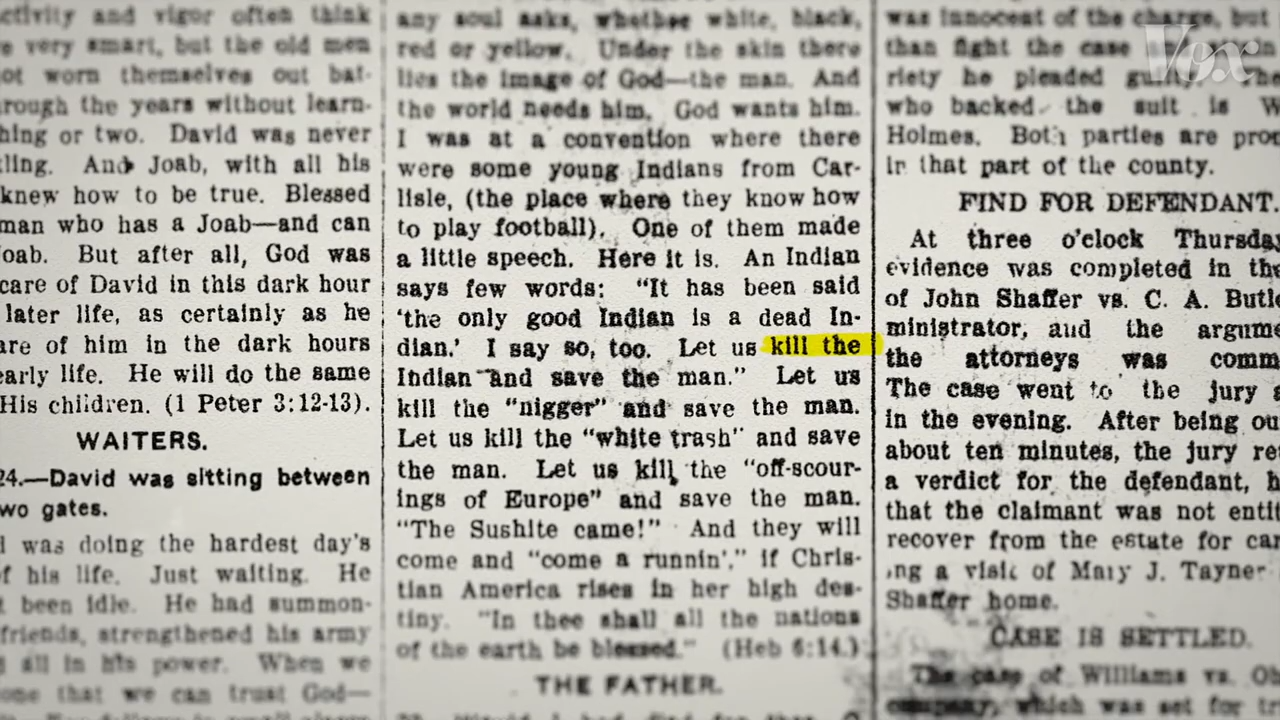 ctivity and vigor often think
e very smart, but the old men
ot worn themselves out bat-
rough the years without learn-
hing or two. David was never
tling. And Joab, with all his
knew how to be true. Blessed
man who has a Joab—and can
oab. But after all, God was
care of David in this dark hour
later life, as certainly as he
are of him in the dark hours
early life. He will do the same
His children. (1 Peter 3:12-13).
WAITERS.
24.—David was sitting between
wo gates.
l was doing the hardest day's
of his life. Just waiting. He
t been idle. He had summon-
friends, strengthened his army
all in his power. When we
one that we can trust God—
any soul asks, whether white, black,
red or yellow. Under the skin there
lies the image of God—the man. And
the world needs him. God wants him.
I was at a convention where there
were some young Indians from Car-
lisle, (the place where they know how
to play football). One of them made
a little speech. Here it is. An Indian
says few words: "It has been said
'the only good Indian is a dead In-
dian.' I say so, too. Let us kill the
Indian and save the man." Let us
kill the "nigger" and save the man.
Let us kill the "white trash" and save
the man. Let us kill the "off-scour-
ings of Europe" and save the man.
"The Sushite came!" And they will
come and "come a runnin'," if Chris-
tian America rises in her high des-
tiny. "In thee shall all the nations
of the earth be blessed." (Heb 6:14.)
THE FATHER.
was innocent of the charge, but
than fight the case
riety he pleaded guilty. The
who backed the suit is W
Holmes. Both parties are pro
in that part of the county.
FIND FOR DEFENDANT.
At three o'clock Thursday
evidence was completed in the
of John Shaffer vs. C. A. Butle
ministrator, and the argume
the attorneys was comm
The case went to the jury a
in the evening. After being ou
about ten minutes, the jury re
a verdict for the defendant, h
that the claimant was not entit
recover from the estate for car
ing a visit of Mary J. Tayner
Shaffer home.
CASE IS SETTLED.
The case of Williams vs. Oh
company, which was set for tr
Vox